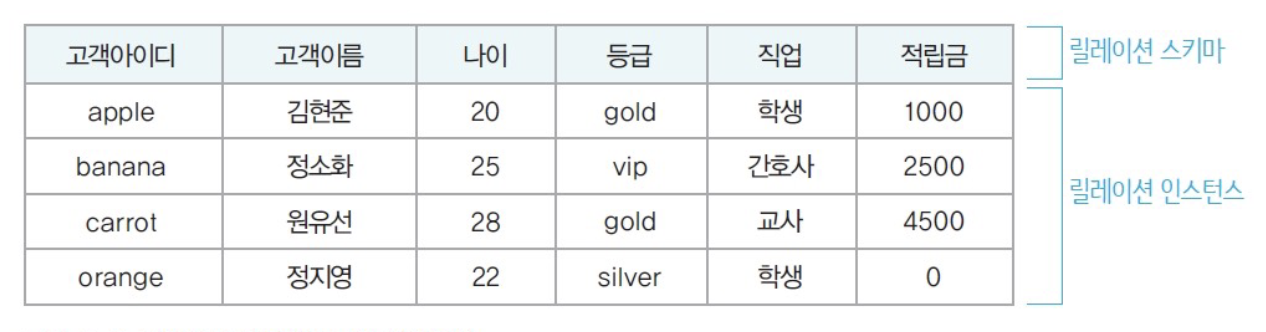 고객아이디 고객이름 나이 등급 직업 적립금 릴레이션 스키마
apple 김현준 20 gold 학생 1000
banana 정소화 25 vip 간호사 2500
릴레이션 인스턴스
carrot 원유선 28 gold 교사 4500
orange 정지영 22 silver 학생 0